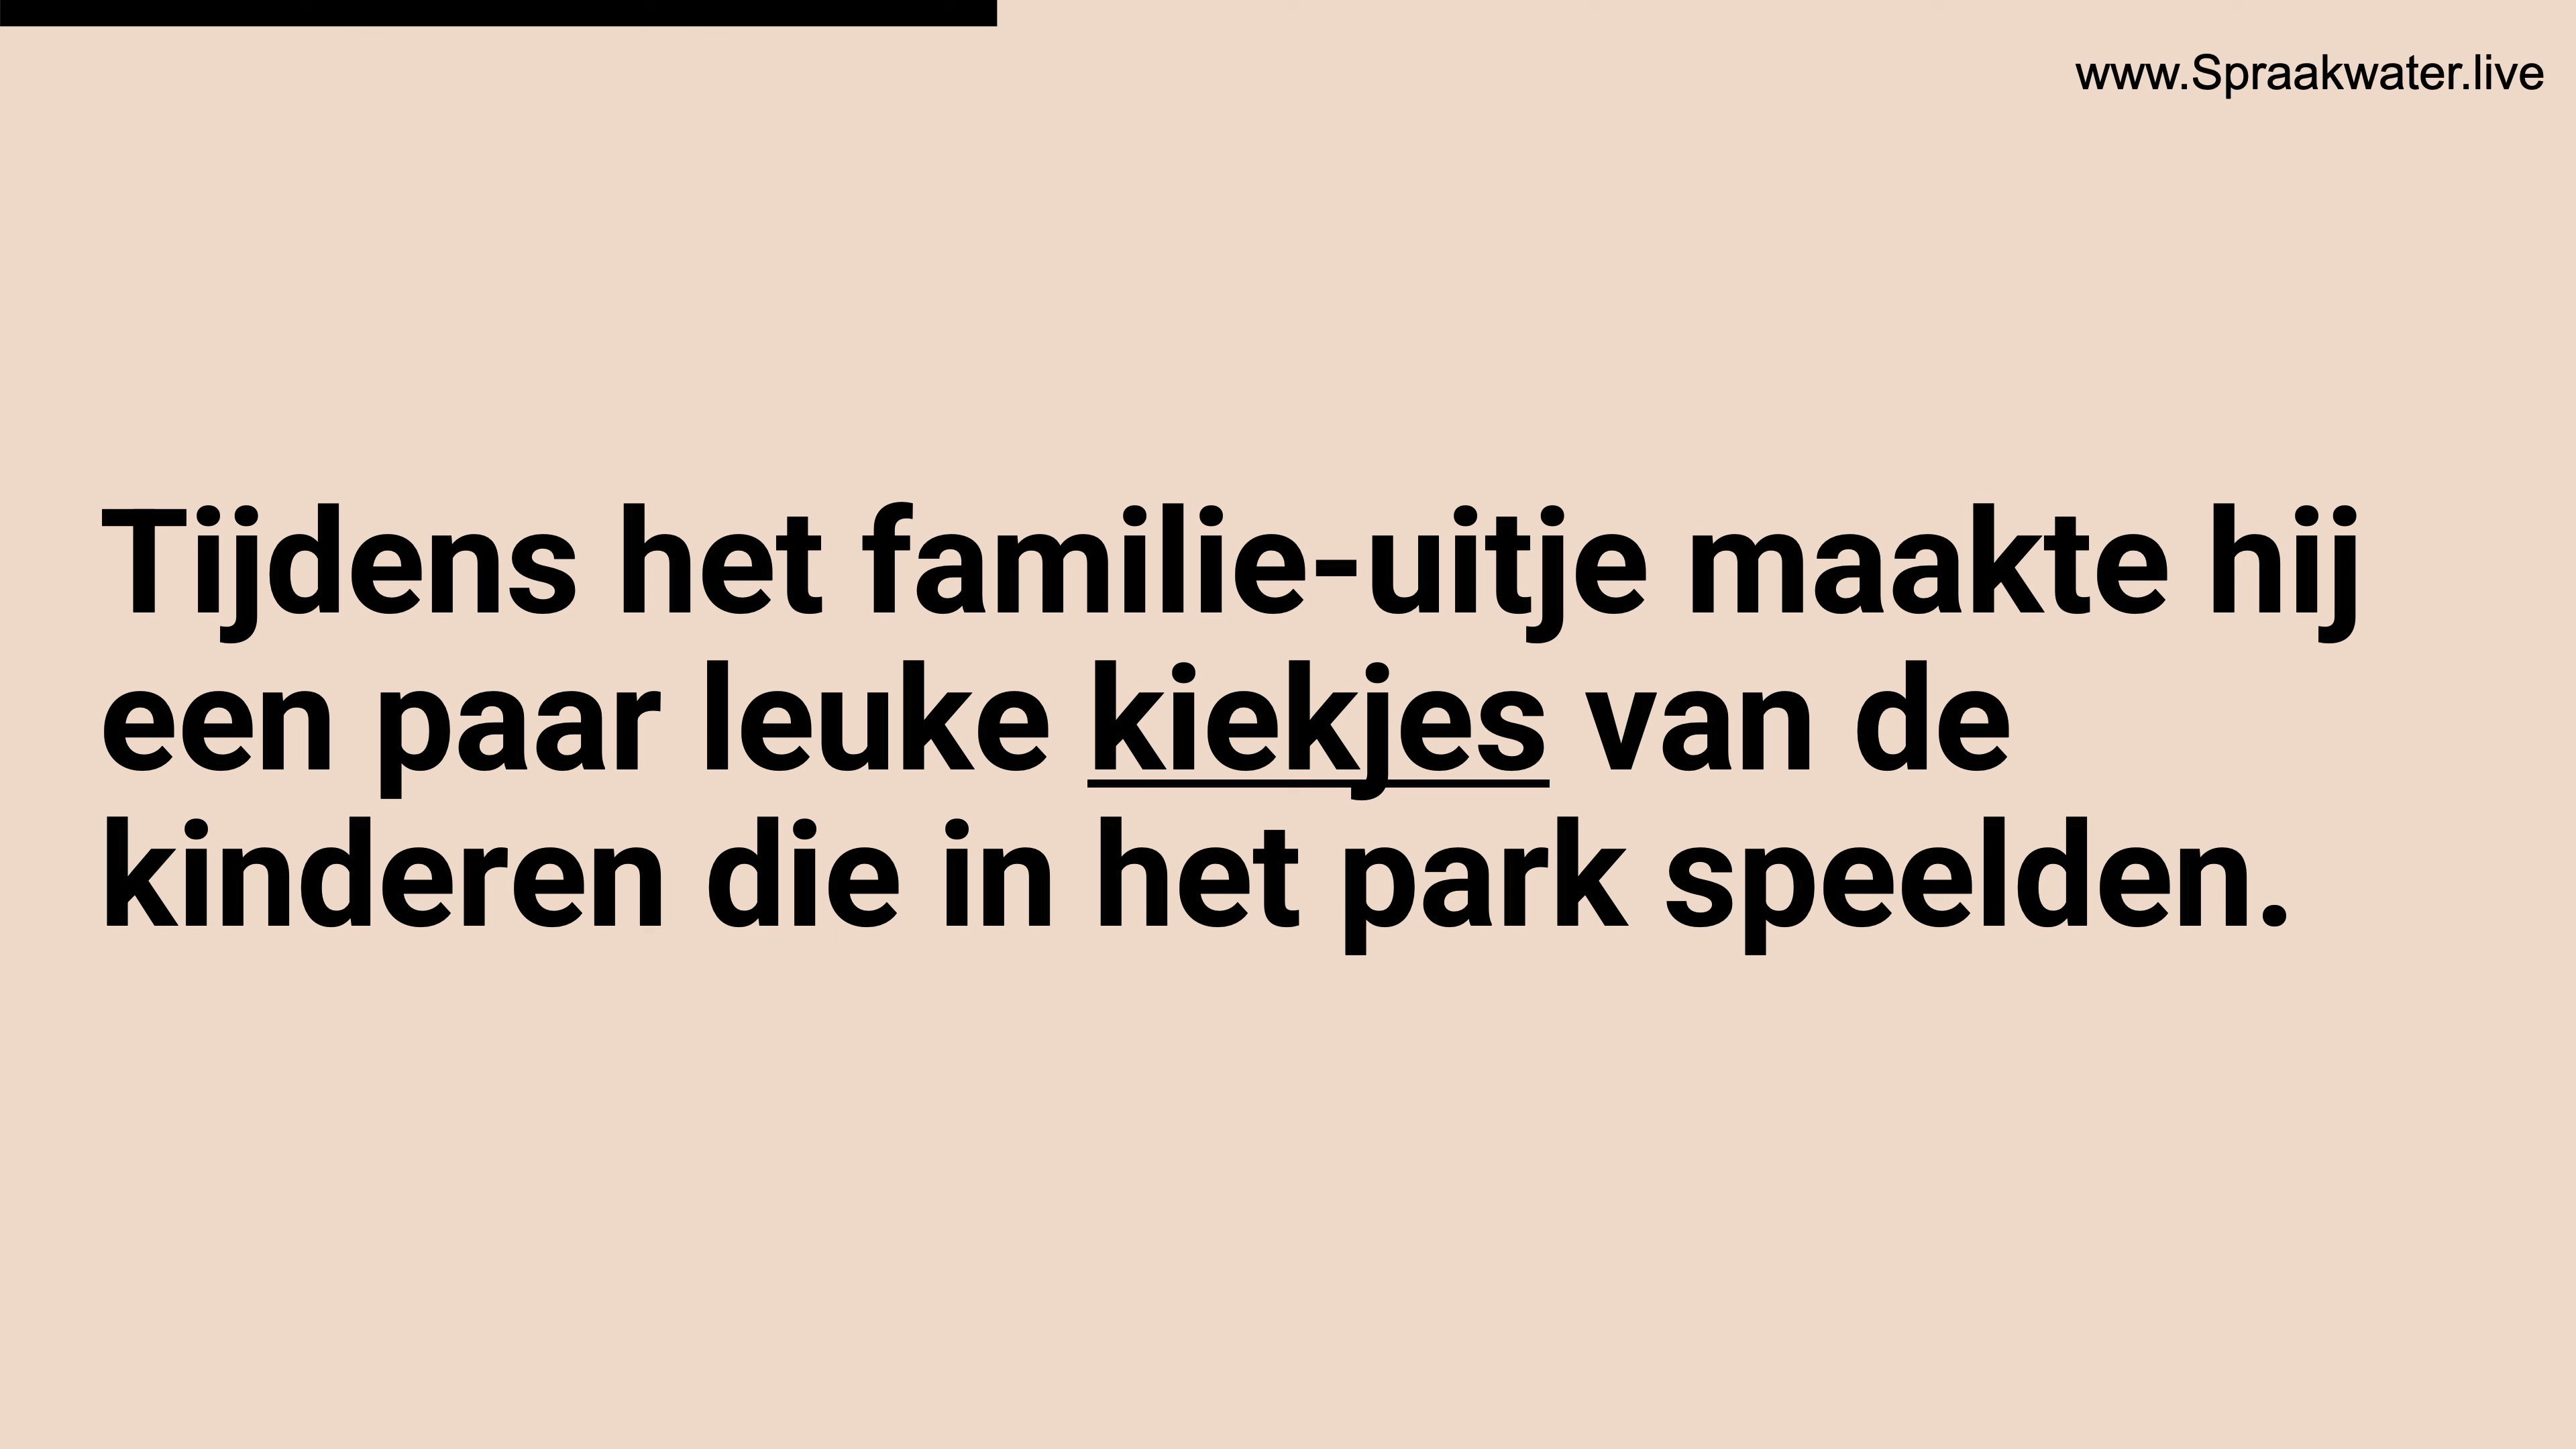 www.Spraakwater.live
Tijdens het familie-uitje maakte hij
een paar leuke kiekjes van de
kinderen die in het park speelden.